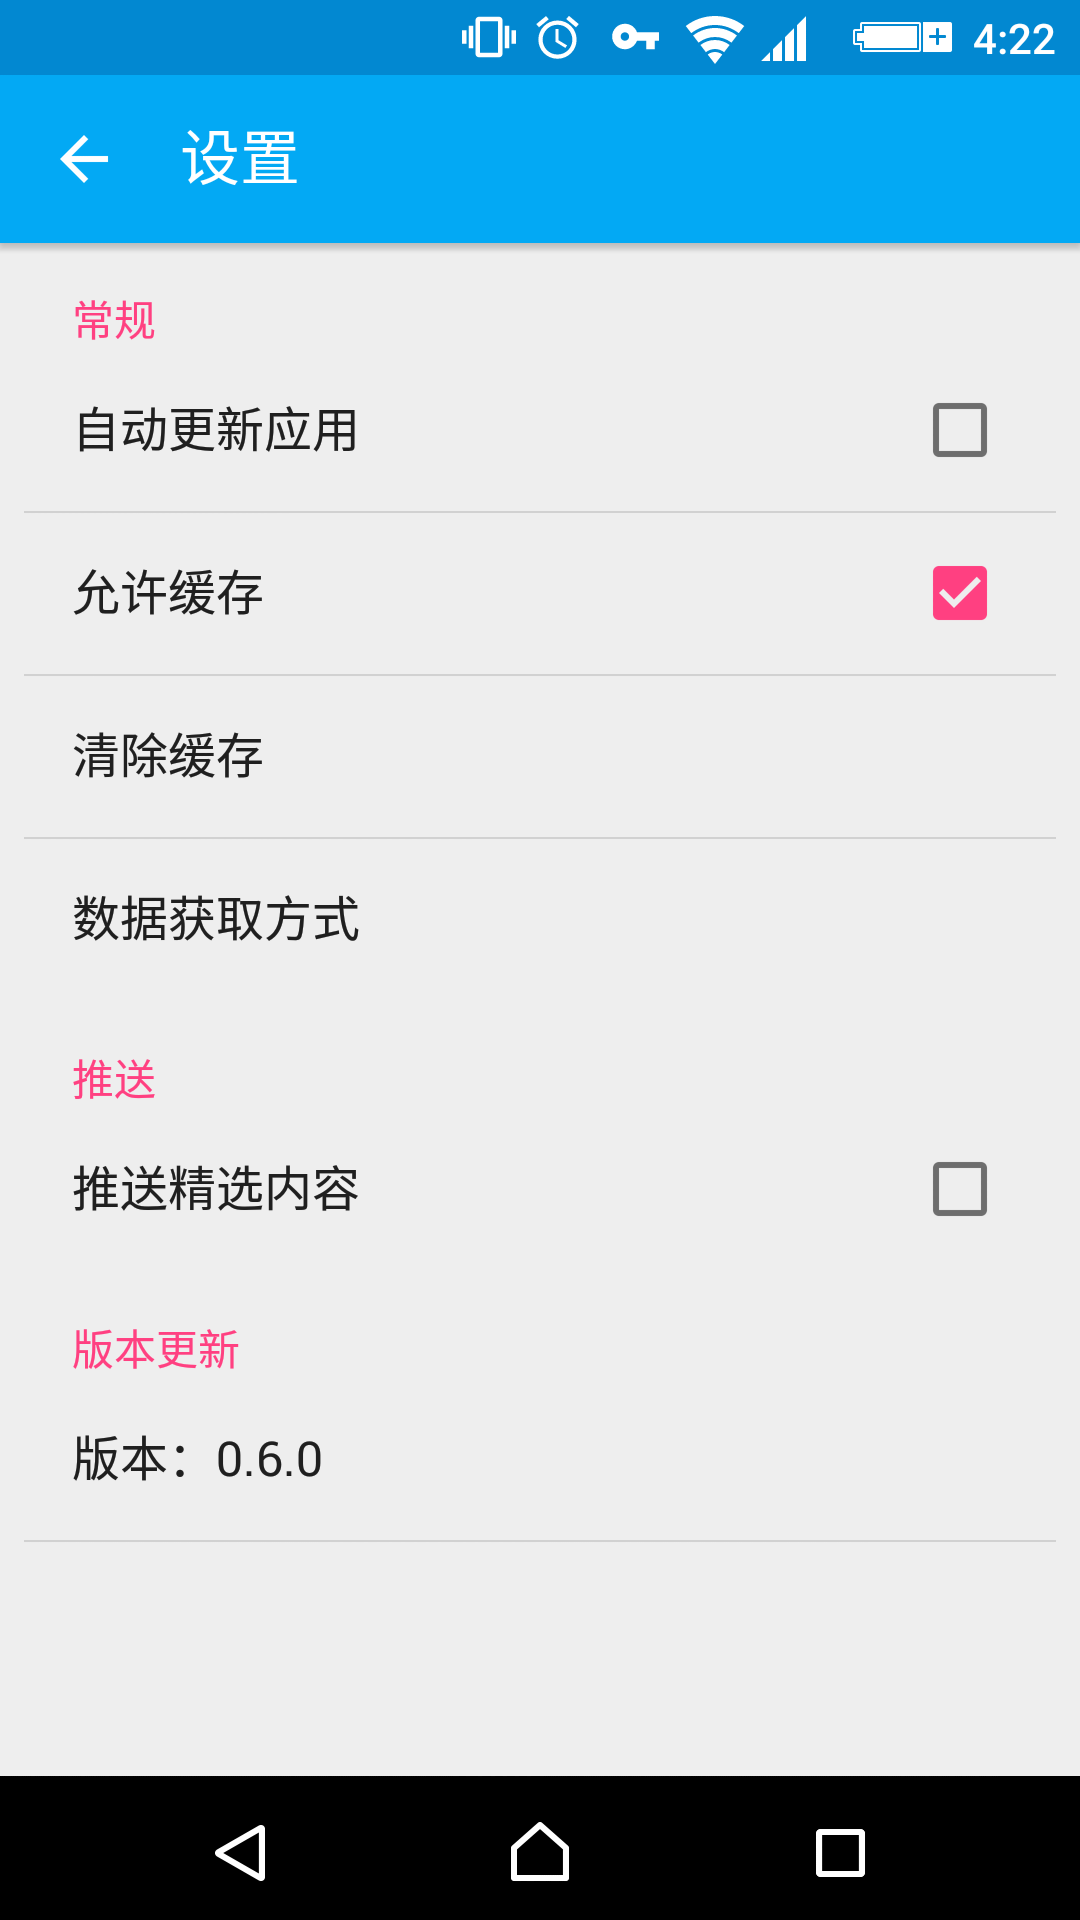 4:22
设置
常规
自动更新应用
允许缓存
清除缓存
数据获取方式
推送
推送精选内容
版本更新
版本：0.6.0